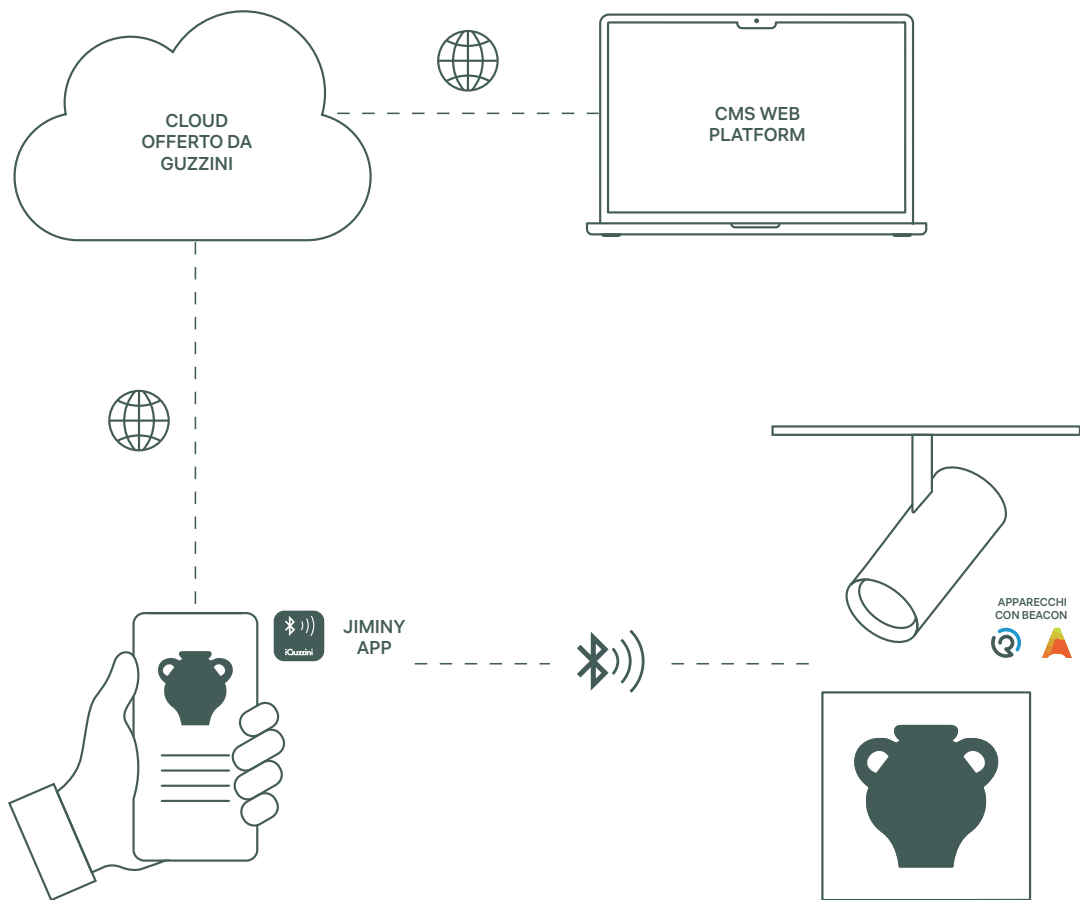 CLOUD
OFFERTO DA
GUZZINI
CMS WEB
PLATFORM
APPARECCHI
CON BEACON
iGuzzini
JIMINY
APP